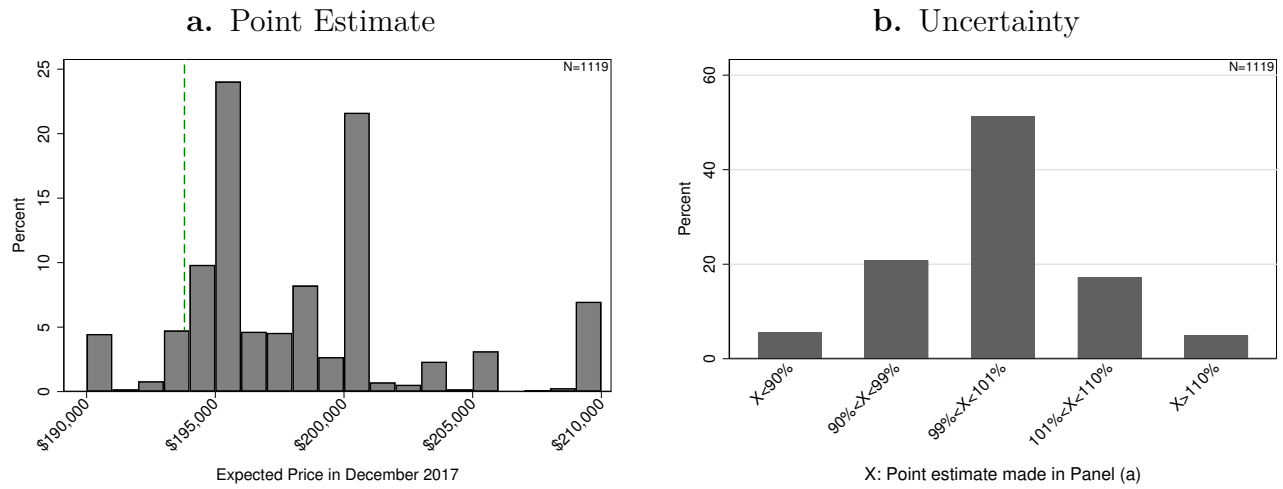 a. Point Estimate
N=1119
Percent
25
20
15
10
5
0
$190,000
$195,000
$200,000
$205,000
$210,000
Expected Price in December 2017
b. Uncertainty
N=1119
Percent
60
40
20
0
X<90%
90%<X<99%
99%<X<101%
101%<X<110%
X>110%
X: Point estimate made in Panel (a)